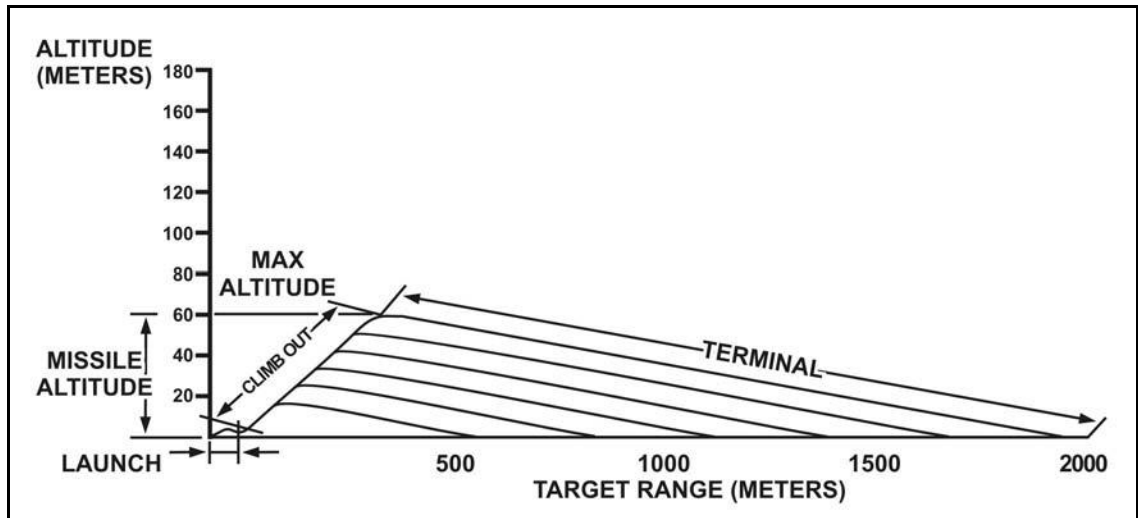 ALTITUDE
(METERS)
180
160
140
120
100
80
60
40
20
MAX
ALTITUDE
CLIMB OUT
MISSILE
ALTITUDE
TERMINAL
LAUNCH
500
1000
1500
2000
TARGET RANGE (METERS)